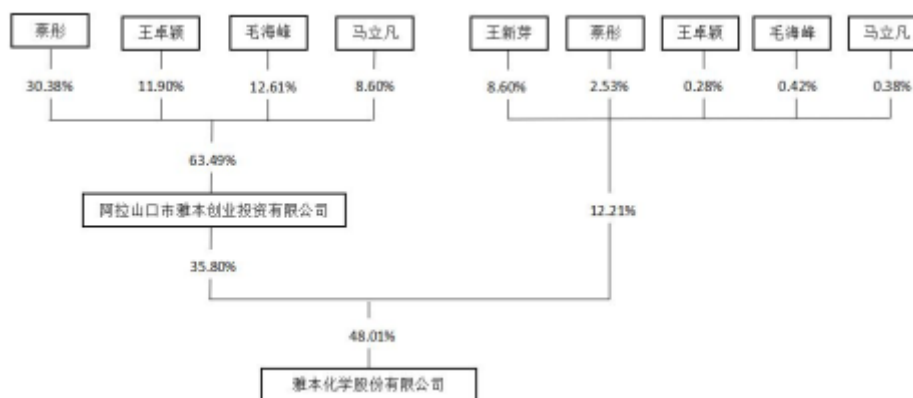 蔡彤 王卓颖 毛海峰 马立凡 王新芽 蔡彤 王卓颖 毛海峰 马立凡
30.38% 11.90% 12.61% 8.60% 8.60% 2.53% 0.28% 0.42% 0.38%
63.49%
阿拉山口市雅本创业投资有限公司
12.21%
35.80%
48.01%
雅本化学股份有限公司